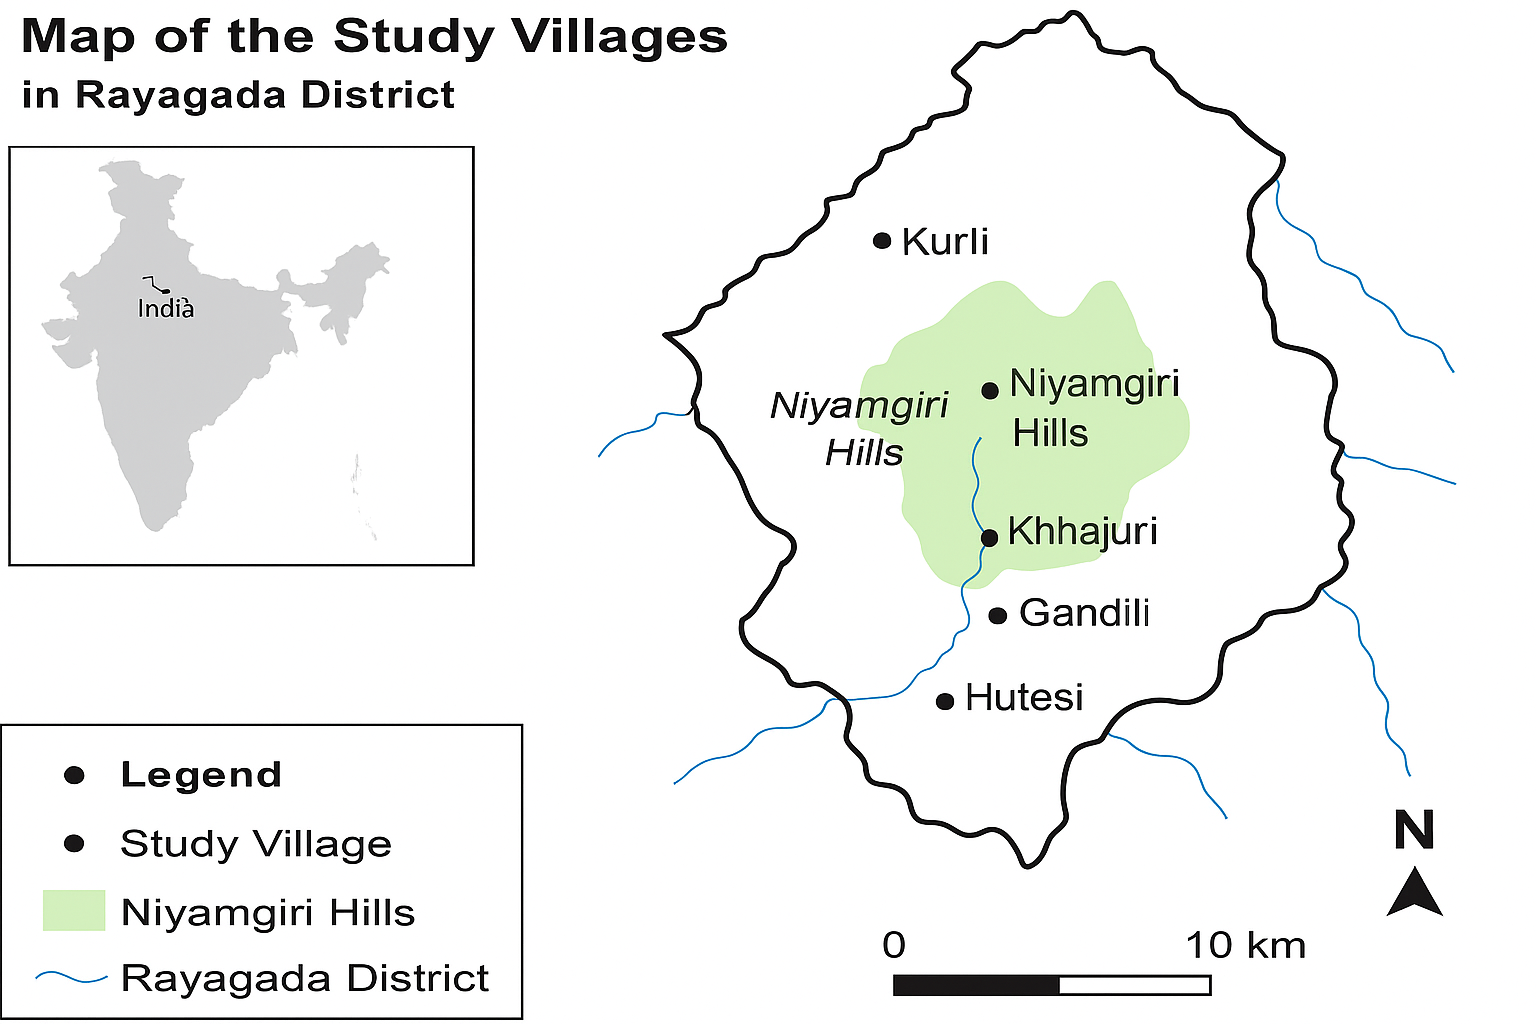 Map of the Study Villages
in Rayagada District
India
Kurli
Niyamgiri
Hills
Niyamgiri
Hills
Khhajuri
Gandili
Hutesi
Legend
Study Village
Niyamgiri Hills
Rayagada District
N
0 10 km